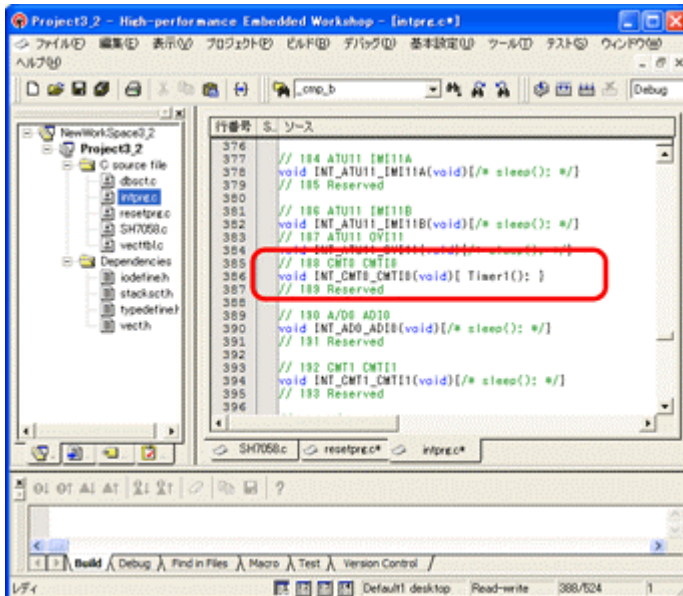 Project3_2 - High-performance Embedded Workshop - [intprg.c*]
ファイル(F) 編集(E) 表示(V) プロジェクト(P) ビルド(B) デバッグ(D) 基本設定(U) ツール(T) テスト(S) ウィンドウ(W)
ヘルプ(H)
_cmp_b
Debug
NewWorkSpace3_2
Project3_2
C source file
dbsct.c
intprg.c
resetprg.c
SH7058.c
vecttbl.c
Dependencies
iodefine.h
stacksct.h
typedefine.h
vect.h
行番号 S.. ソース
376
377 // 184 ATU11 IMI11A
378 void INT_ATU11_IMI11A(void){/* sleep(); */}
379 // 185 Reserved
380
381 // 186 ATU11 IMI11B
382 void INT_ATU11_IMI11B(void){/* sleep(); */}
383 // 187 ATU11 OVI11
384 void INT_ATU11_OVI11(void){/* sleep(); */}
385 // 188 CMT0 CMTI0
386 void INT_CMT0_CMTI0(void){ Timer1(); }
387 // 189 Reserved
388
389 // 190 A/D0 ADI0
390 void INT_AD0_ADI0(void){/* sleep(); */}
391 // 191 Reserved
392
393 // 192 CMT1 CMTI1
394 void INT_CMT1_CMTI1(void){/* sleep(); */}
395 // 193 Reserved
396
SH7058.c resetprg.c* intprg.c*
Build Debug Find in Files Macro Test Version Control
レディ Default1 desktop Read-write 388/524 1